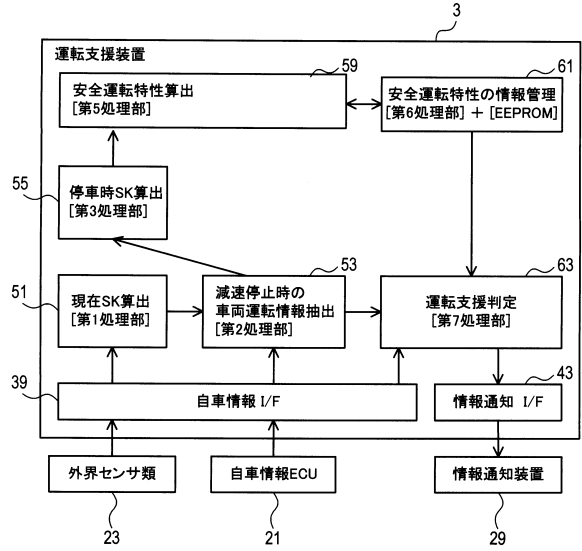 3
運転支援装置
59
安全運転特性算出
[第5処理部]
61
安全運転特性の情報管理
[第6処理部] + [EEPROM]
55
停車時SK算出
[第3処理部]
51
現在SK算出
[第1処理部]
53
減速停止時の
車両運転情報抽出
[第2処理部]
63
運転支援判定
[第7処理部]
39
自車情報 I/F
43
情報通知 I/F
外界センサ類
23
自車情報ECU
21
情報通知装置
29